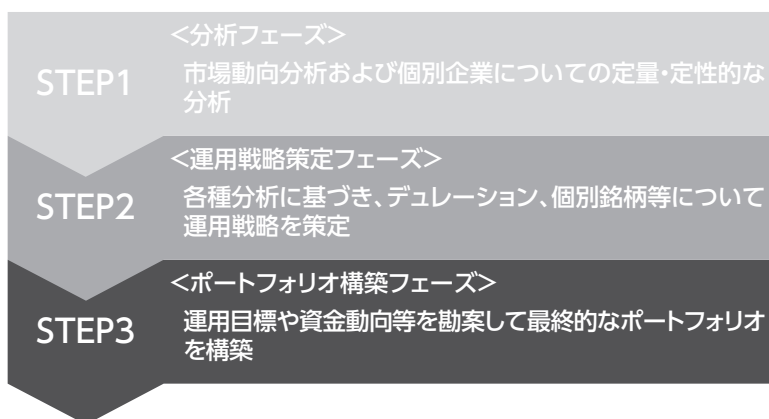 STEP1
<分析フェーズ>
市場動向分析および個別企業についての定量・定性的な
分析
STEP2
<運用戦略策定フェーズ>
各種分析に基づき、デュレーション、個別銘柄等について
運用戦略を策定
STEP3
<ポートフォリオ構築フェーズ>
運用目標や資金動向等を勘案して最終的なポートフォリオ
を構築